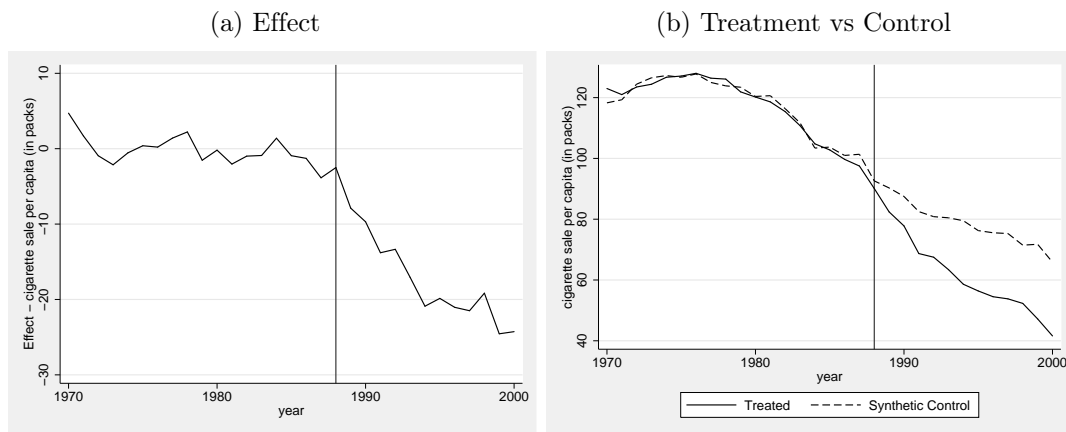 (a) Effect
Effect − cigarette sale per capita (in packs)
10
0
−10
−20
−30
1970
1980
1990
2000
year
(b) Treatment vs Control
cigarette sale per capita (in packs)
120
100
80
60
40
1970
1980
1990
2000
year
Treated
Synthetic Control